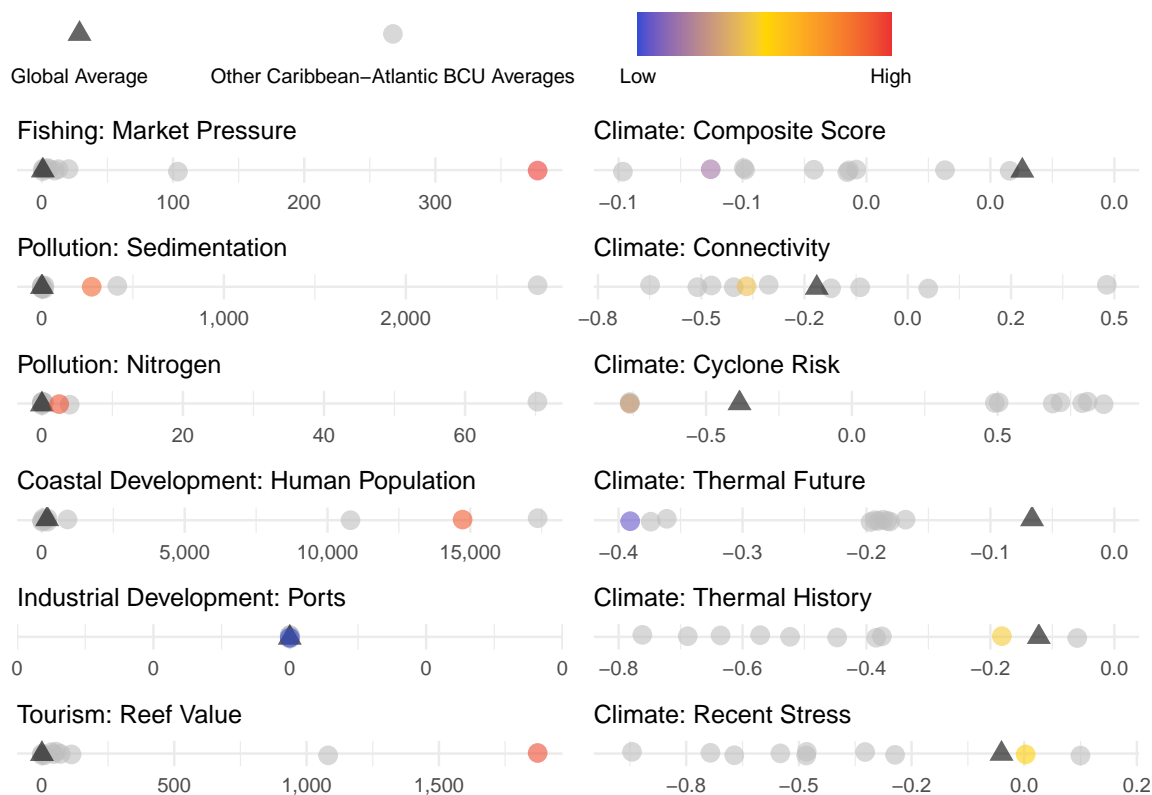 Global Average
Other Caribbean−Atlantic BCU Averages
Low
High
Fishing: Market Pressure
0 100 200 300
Climate: Composite Score
−0.1 −0.1 0.0 0.0 0.0
Pollution: Sedimentation
0 1,000 2,000
Climate: Connectivity
−0.8 −0.5 −0.2 0.0 0.2 0.5
Pollution: Nitrogen
0 20 40 60
Climate: Cyclone Risk
−0.5 0.0 0.5
Coastal Development: Human Population
0 5,000 10,000 15,000
Climate: Thermal Future
−0.4 −0.3 −0.2 −0.1 0.0
Industrial Development: Ports
0 0 0 0 0
Climate: Thermal History
−0.8 −0.6 −0.4 −0.2 0.0
Tourism: Reef Value
0 500 1,000 1,500
Climate: Recent Stress
−0.8 −0.5 −0.2 0.0 0.2